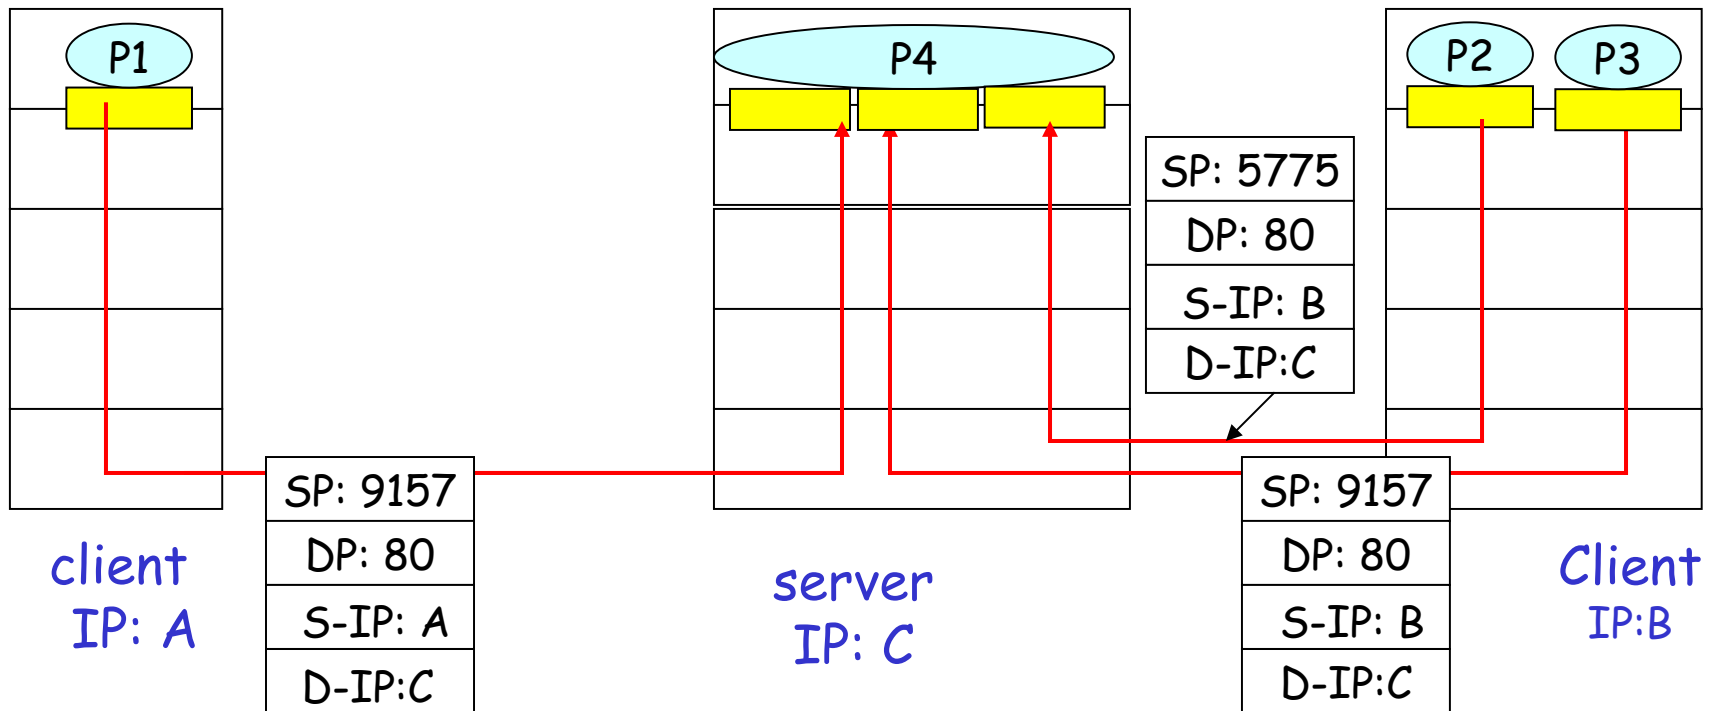 P1
P4
P2
P3
SP: 5775
DP: 80
S-IP: B
D-IP:C
SP: 9157
DP: 80
S-IP: A
D-IP:C
SP: 9157
DP: 80
S-IP: B
D-IP:C
client
IP: A
server
IP: C
Client
IP:B